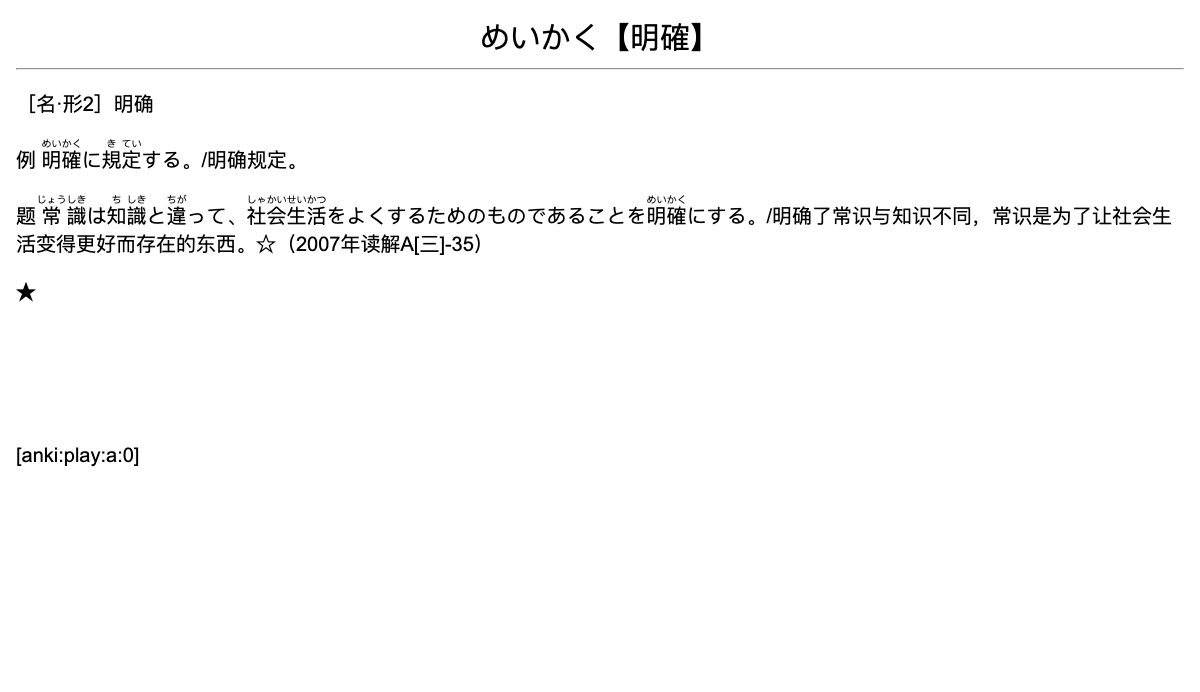 めいかく【明確】
［名·形2］明确
めいかく き てい
例 明確に規定する。/明确规定。
じょうしき ち しき ちが しゃかいせいかつ めいかく
题 常識は知識と違って、社会生活をよくするためのものであることを明確にする。/明确了常识与知识不同，常识是为了让社会生
活变得更好而存在的东西。☆（2007年读解A[三]-35）
★
[anki:play:a:0]